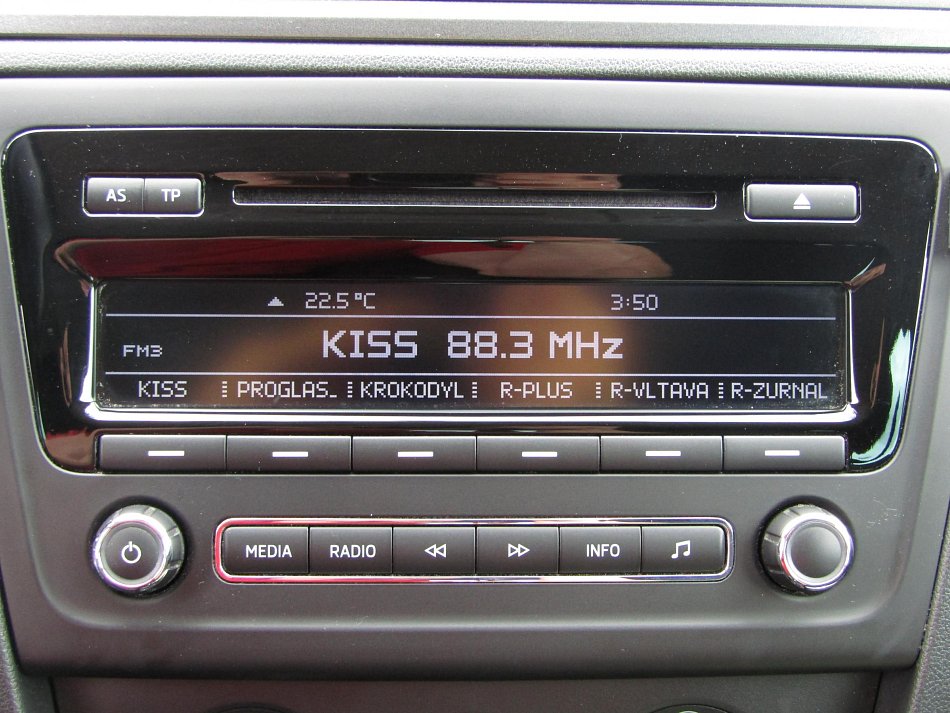 AS TP
22.5°C 3:50
FM3 KISS 88.3 MHz
KISS PROGLAS_ KROKODYL R-PLUS R-VLTAVA R-ZURNAL
MEDIA RADIO INFO